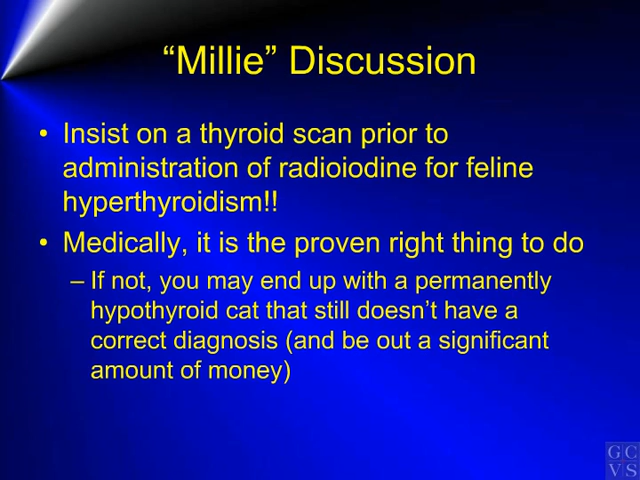 “Millie” Discussion
• Insist on a thyroid scan prior to
administration of radioiodine for feline
hyperthyroidism!!
• Medically, it is the proven right thing to do
– If not, you may end up with a permanently
hypothyroid cat that still doesn’t have a
correct diagnosis (and be out a significant
amount of money)
GC
VS